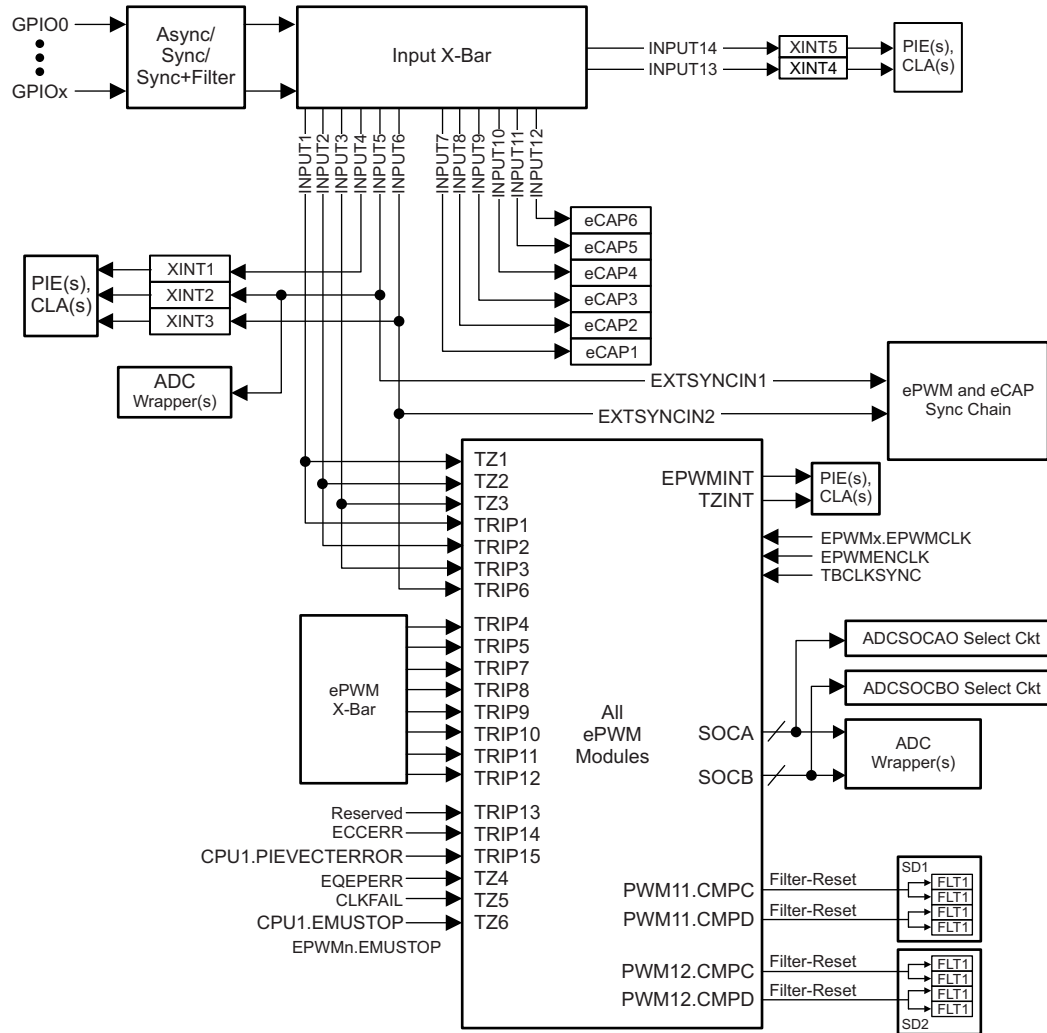 GPIO0
GPIOx
Async/
Sync/
Sync+Filter
Input X-Bar
INPUT14
INPUT13
XINT5
XINT4
PIE(s),
CLA(s)
INPUT1
INPUT2
INPUT3
INPUT4
INPUT5
INPUT6
INPUT7
INPUT8
INPUT9
INPUT10
INPUT11
INPUT12
eCAP6
eCAP5
eCAP4
eCAP3
eCAP2
eCAP1
PIE(s),
CLA(s)
XINT1
XINT2
XINT3
ADC
Wrapper(s)
EXTSYNCIN1
EXTSYNCIN2
ePWM and eCAP
Sync Chain
TZ1
TZ2
TZ3
TRIP1
TRIP2
TRIP3
TRIP6
EPWMINT
TZINT
PIE(s),
CLA(s)
EPWMx.EPWMCLK
EPWMENCLK
TBCLKSYNC
ePWM
X-Bar
TRIP4
TRIP5
TRIP7
TRIP8
TRIP9
TRIP10
TRIP11
TRIP12
All
ePWM
Modules
SOCA
SOCB
ADCSOCAO Select Ckt
ADCSOCBO Select Ckt
ADC
Wrapper(s)
Reserved
ECCERR
CPU1.PIEVECTERROR
EQEPERR
CLKFAIL
CPU1.EMUSTOP
EPWMn.EMUSTOP
TRIP13
TRIP14
TRIP15
TZ4
TZ5
TZ6
PWM11.CMPC
PWM11.CMPD
PWM12.CMPC
PWM12.CMPD
Filter-Reset
Filter-Reset
Filter-Reset
Filter-Reset
SD1
FLT1
FLT1
FLT1
FLT1
FLT1
FLT1
FLT1
FLT1
SD2